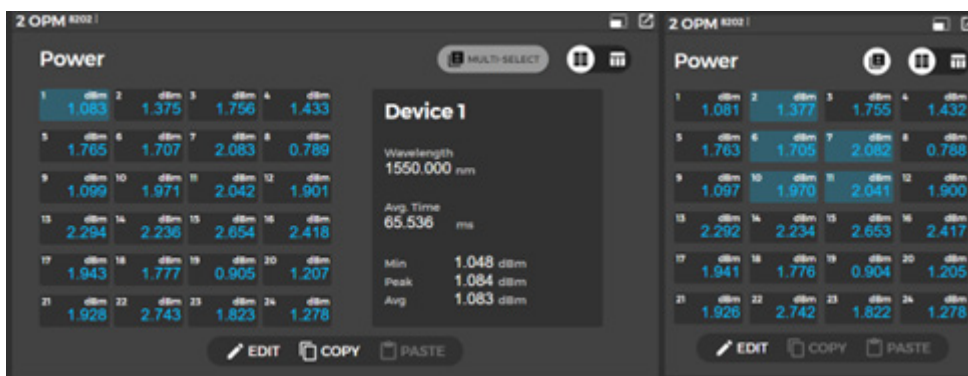 2 OPM 8202
Power
MULTI-SELECT
1 dBm 2 dBm 3 dBm 4 dBm
1.083 1.375 1.756 1.433
5 dBm 6 dBm 7 dBm 8 dBm
1.765 1.707 2.083 0.789
9 dBm 10 dBm 11 dBm 12 dBm
1.099 1.971 2.042 1.901
13 dBm 14 dBm 15 dBm 16 dBm
2.294 2.236 2.654 2.418
17 dBm 18 dBm 19 dBm 20 dBm
1.943 1.777 0.905 1.207
21 dBm 22 dBm 23 dBm 24 dBm
1.928 2.743 1.823 1.278
Device 1
Wavelength
1550.000 nm
Avg. Time
65.536 ms
Min 1.048 dBm
Peak 1.084 dBm
Avg 1.083 dBm
EDIT COPY PASTE
2 OPM 8202
Power
1 dBm 2 dBm 3 dBm 4 dBm
1.081 1.377 1.755 1.432
5 dBm 6 dBm 7 dBm 8 dBm
1.763 1.705 2.082 0.788
9 dBm 10 dBm 11 dBm 12 dBm
1.097 1.970 2.041 1.900
13 dBm 14 dBm 15 dBm 16 dBm
2.292 2.234 2.653 2.417
17 dBm 18 dBm 19 dBm 20 dBm
1.941 1.776 0.904 1.205
21 dBm 22 dBm 23 dBm 24 dBm
1.926 2.742 1.822 1.278
EDIT COPY PASTE